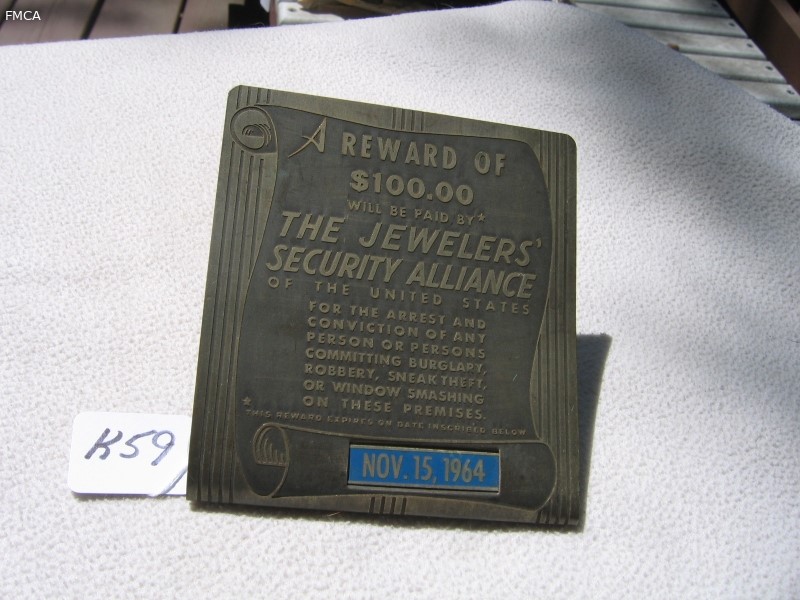 FMCA
A REWARD OF
$100.00
WILL BE PAID BY*
THE JEWELERS'
SECURITY ALLIANCE
OF THE UNITED STATES
FOR THE ARREST AND
CONVICTION OF ANY
PERSON OR PERSONS
COMMITTING BURGLARY,
ROBBERY, SNEAK THEFT,
OR WINDOW SMASHING
ON THESE PREMISES.
* THIS REWARD EXPIRES ON DATE INSCRIBED BELOW
NOV. 15, 1964
K59